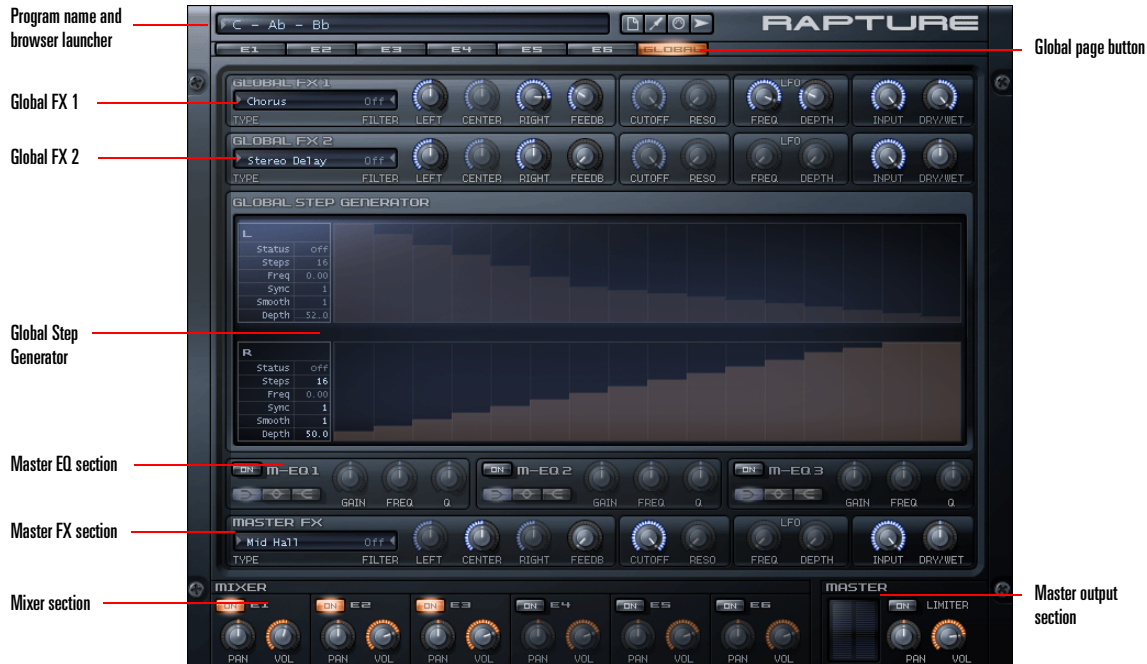 Program name and
browser launcher
C - Ab - Bb
RAPTURE
E1 E2 E3 E4 E5 E6 GLOBAL
Global page button
Global FX 1
GLOBAL FX 1
Chorus Off
TYPE FILTER LEFT CENTER RIGHT FEEDB CUTOFF RESO LFO FREQ DEPTH INPUT DRY/WET
Global FX 2
GLOBAL FX 2
Stereo Delay Off
TYPE FILTER LEFT CENTER RIGHT FEEDB CUTOFF RESO LFO FREQ DEPTH INPUT DRY/WET
GLOBAL STEP GENERATOR
L
Status Off
Steps 16
Freq 0.00
Sync 1
Smooth 1
Depth 52.0
Global Step
Generator
R
Status Off
Steps 16
Freq 0.00
Sync 1
Smooth 1
Depth 50.0
Master EQ section
ON M-EQ 1 GAIN FREQ Q
ON M-EQ 2 GAIN FREQ Q
ON M-EQ 3 GAIN FREQ Q
Master FX section
MASTER FX
Mid Hall Off
TYPE FILTER LEFT CENTER RIGHT FEEDB CUTOFF RESO LFO FREQ DEPTH INPUT DRY/WET
Mixer section
MIXER
ON E1 ON E2 ON E3 ON E4 ON E5 ON E6
PAN VOL PAN VOL PAN VOL PAN VOL PAN VOL PAN VOL
MASTER
ON LIMITER
PAN VOL
Master output
section